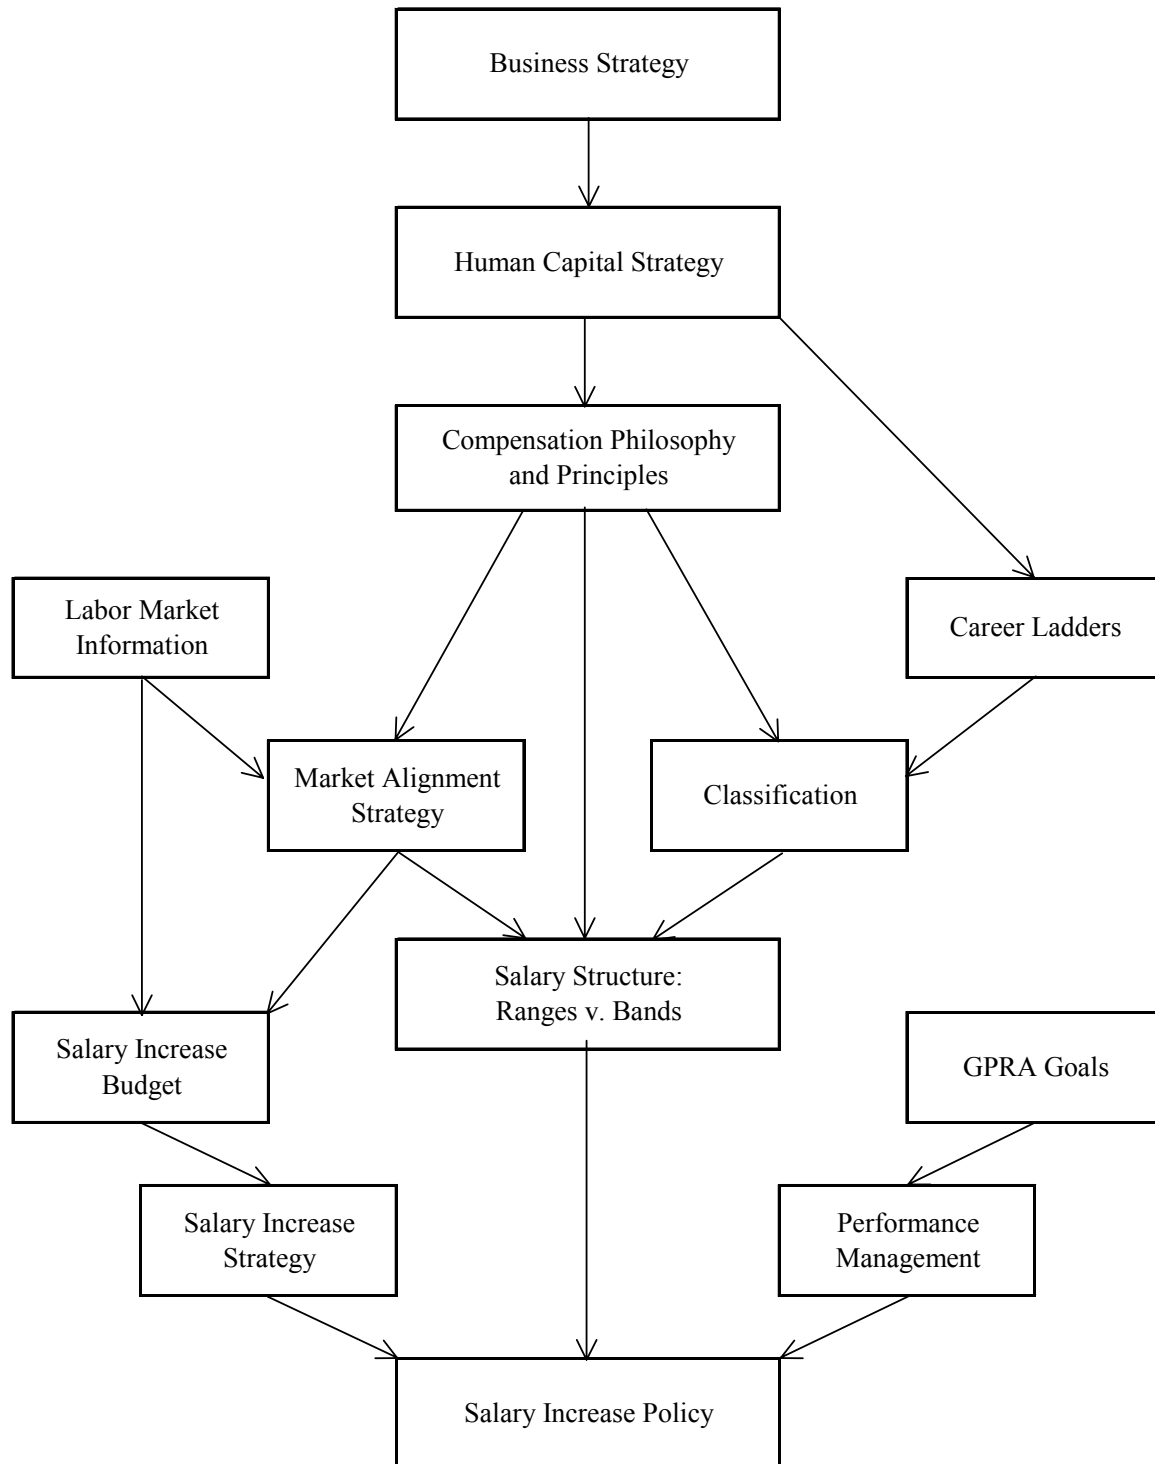 Business Strategy
Human Capital Strategy
Compensation Philosophy
and Principles
Labor Market
Information
Career Ladders
Market Alignment
Strategy
Classification
Salary Structure:
Ranges v. Bands
Salary Increase
Budget
GPRA Goals
Salary Increase
Strategy
Performance
Management
Salary Increase Policy